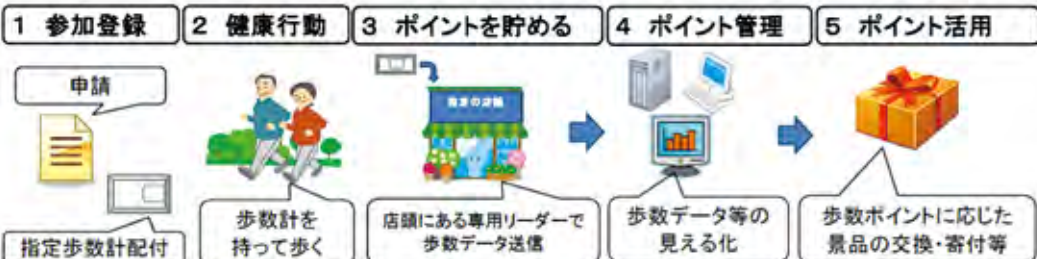 1 参加登録
2 健康行動
3 ポイントを貯める
4 ポイント管理
5 ポイント活用
申請
指定歩数計配付
歩数計を
持って歩く
指定の店舗
店頭にある専用リーダーで
歩数データ送信
歩数データ等の
見える化
歩数ポイントに応じた
景品の交換・寄付等